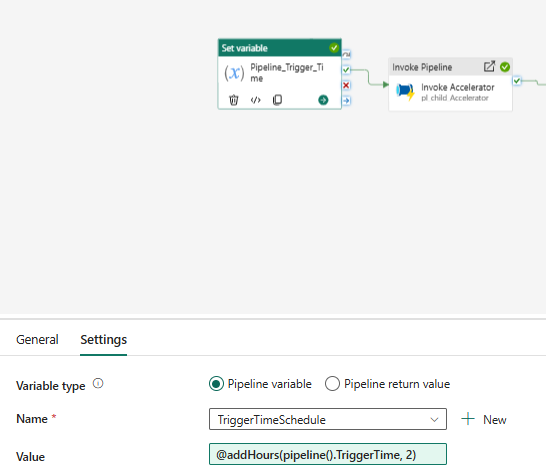 Set variable
Pipeline_Trigger_Ti
me
(x)
Invoke Pipeline
Invoke Accelerator
pl child Accelerator
General
Settings
Variable type
Pipeline variable
Pipeline return value
Name *
TriggerTimeSchedule
New
Value
@addHours(pipeline().TriggerTime, 2)